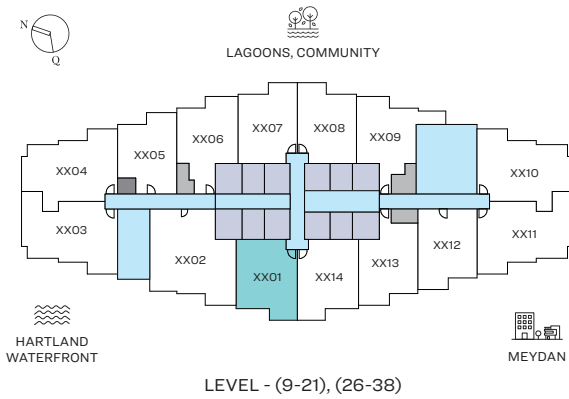 N
Q
LAGOONS, COMMUNITY
XX07
XX08
XX06
XX09
XX05
XX04
XX10
XX03
XX11
XX02
XX12
XX13
XX01
XX14
HARTLAND
WATERFRONT
MEYDAN
LEVEL - (9-21), (26-38)